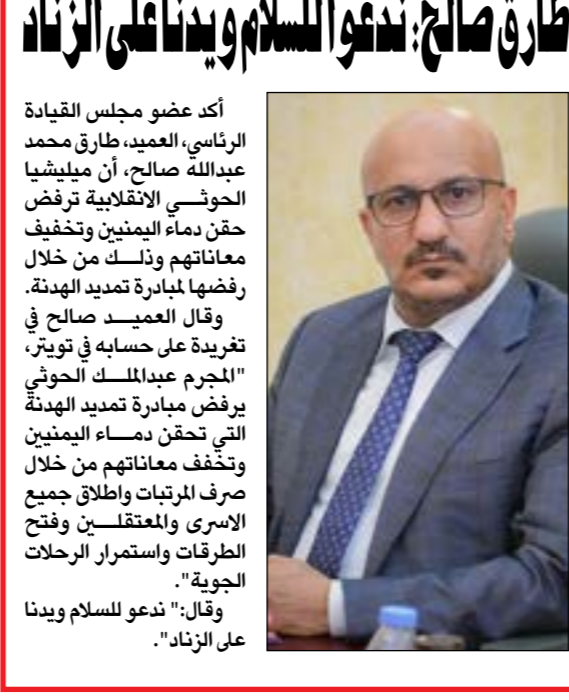 طارق صالح: ندعوا للسلام ويدنا على الزناد
أكد عضو مجلس القيادة
الرئاسي، العميد، طارق محمد
عبدالله صالح، أن ميليشيا
الحوثي الانقلابية ترفض
حقن دماء اليمنيين وتخفيف
معاناتهم وذلك من خلال
رفضها لمبادرة تمديد الهدنة.
وقال العميد صالح في
تغريدة على حسابه في تويتر،
"المجرم عبدالملك الحوثي
يرفض مبادرة تمديد الهدنة
التي تحقن دماء اليمنيين
وتخفف معاناتهم من خلال
صرف المرتبات واطلاق جميع
الاسرى والمعتقلين وفتح
الطرقات واستمرار الرحلات
الجوية".
وقال:" ندعو للسلام ويدنا
على الزناد".